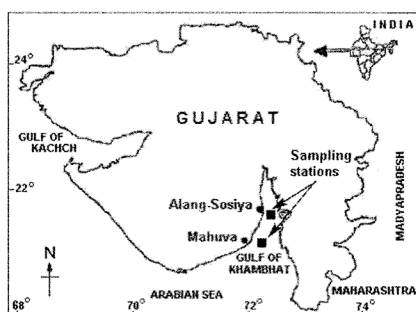 INDIA
24°
GUJARAT
GULF OF
KACHCH
Sampling
stations
22°
Alang-Sosiya
Mahuva
GULF OF
KHAMBHAT
MADYAPRADESH
N
ARABIAN SEA
MAHARASHTRA
68°
70°
72°
74°